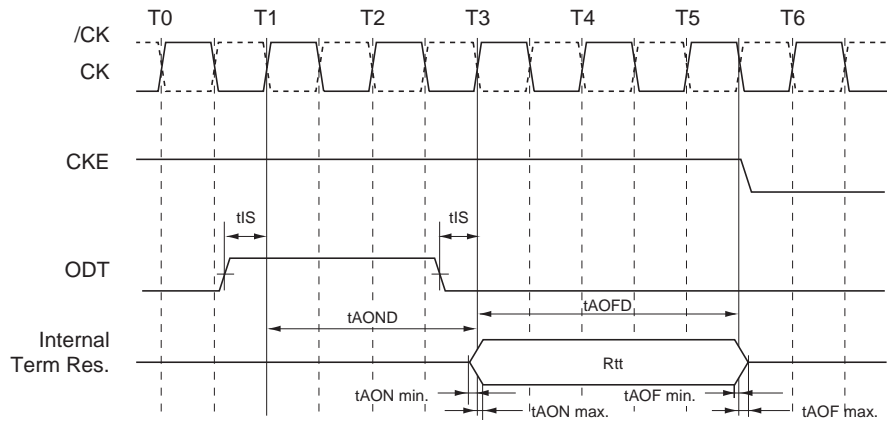 T0 T1 T2 T3 T4 T5 T6
/CK
CK
CKE
tIS tIS
ODT
tAOND tAOFD
Internal
Term Res.
Rtt
tAON min. tAOF min.
tAON max. tAOF max.